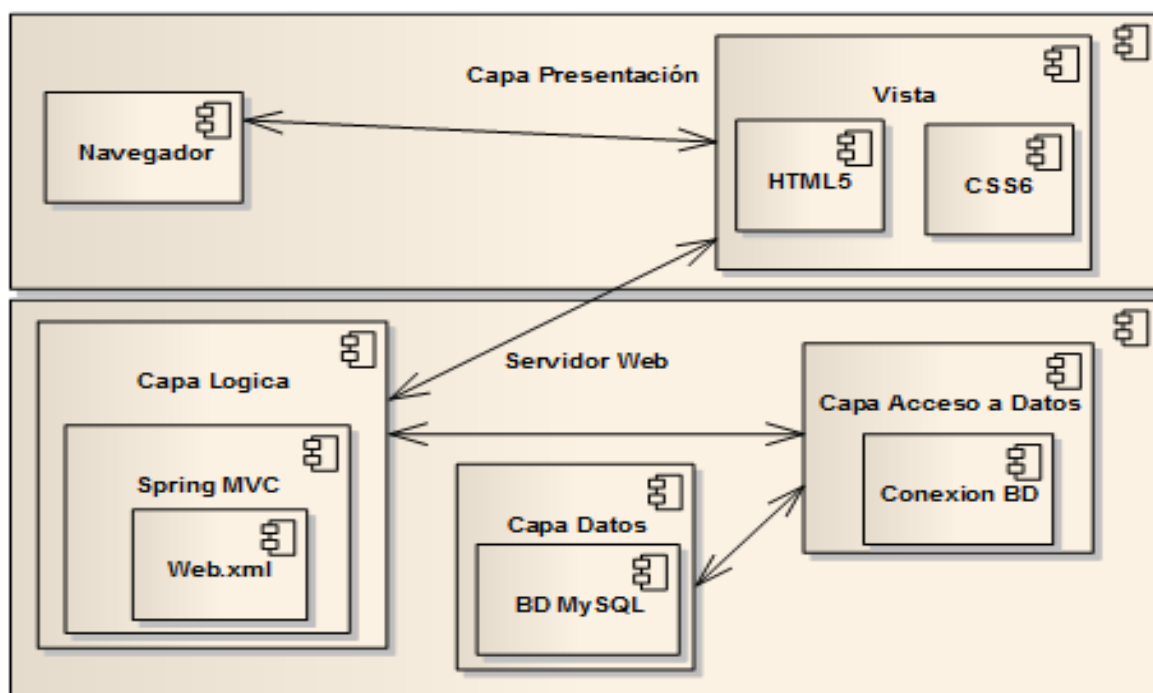 Capa Presentación
Vista
Navegador
HTML5
CSS6
Servidor Web
Capa Logica
Capa Acceso a Datos
Spring MVC
Conexion BD
Capa Datos
Web.xml
BD MySQL